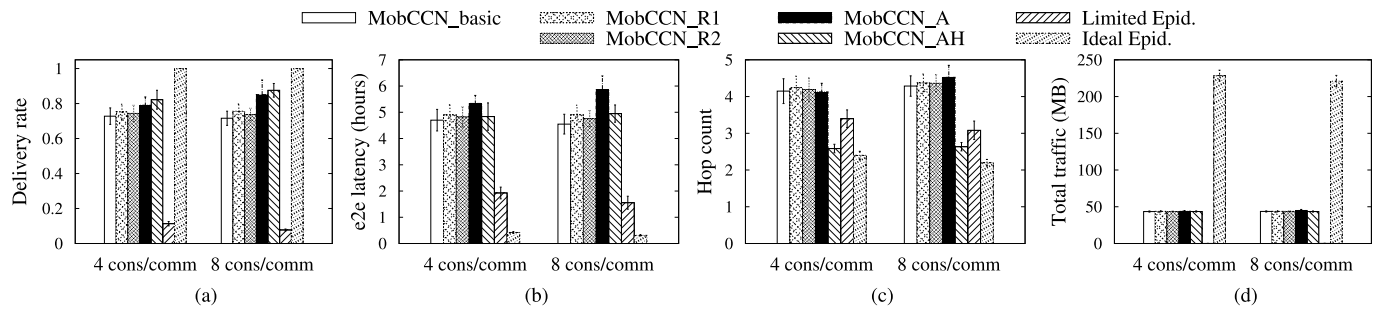 MobCCN_basic MobCCN_R1 MobCCN_A Limited Epid.
MobCCN_R2 MobCCN_AH Ideal Epid.
Delivery rate
1
0.8
0.6
0.4
0.2
0
4 cons/comm 8 cons/comm
(a)
e2e latency (hours)
7
6
5
4
3
2
1
0
4 cons/comm 8 cons/comm
(b)
Hop count
5
4
3
2
1
0
4 cons/comm 8 cons/comm
(c)
Total traffic (MB)
250
200
150
100
50
0
4 cons/comm 8 cons/comm
(d)